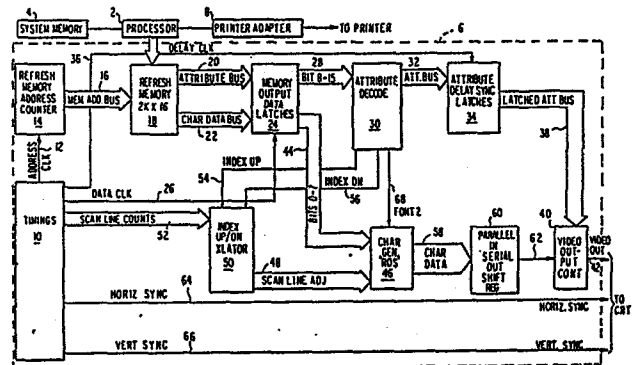 4
SYSTEM MEMORY
2
PROCESSOR
8
PRINTER ADAPTER
TO PRINTER
6
DELAY CLK
36
REFRESH
MEMORY
ADDRESS
COUNTER
14
16
MEM ADD BUS
REFRESH
MEMORY
2K X 16
18
20
ATTRIBUTE BUS
CHAR DATA BUS
22
MEMORY
OUTPUT
DATA
LATCHES
24
28
BIT 8-15
ATTRIBUTE
DECODE
30
32
ATT. BUS
ATTRIBUTE
DELAY SYNC
LATCHES
34
LATCHED ATT BUS
38
ADDRESS
CLK
12
44
BITS 0-7
INDEX UP
54
INDEX DN
56
DATA CLK
26
SCAN LINE COUNTS
52
TIMINGS
10
INDEX
UP/DN
XLATOR
50
48
SCAN LINE ADJ
68
FONT 2
CHAR
GEN.
ROS
46
58
CHAR
DATA
60
PARALLEL
IN SERIAL
OUT SHIFT
REG
62
40
VIDEO
OUTPUT
CONT
VIDEO
OUT
42
HORIZ SYNC
64
HORIZ. SYNC
TO
CRT
VERT SYNC
66
VERT. SYNC